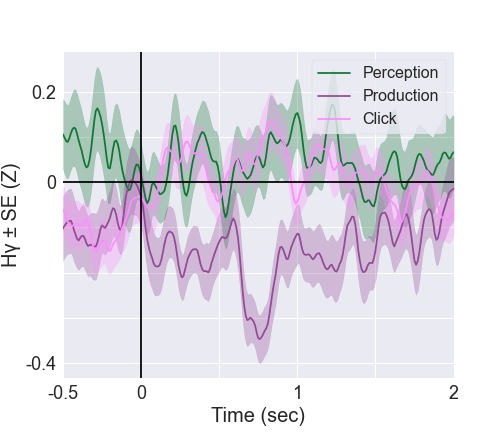 Perception
Production
Click
0.2
0
-0.4
Hγ ± SE (Z)
-0.5 0 1 2
Time (sec)